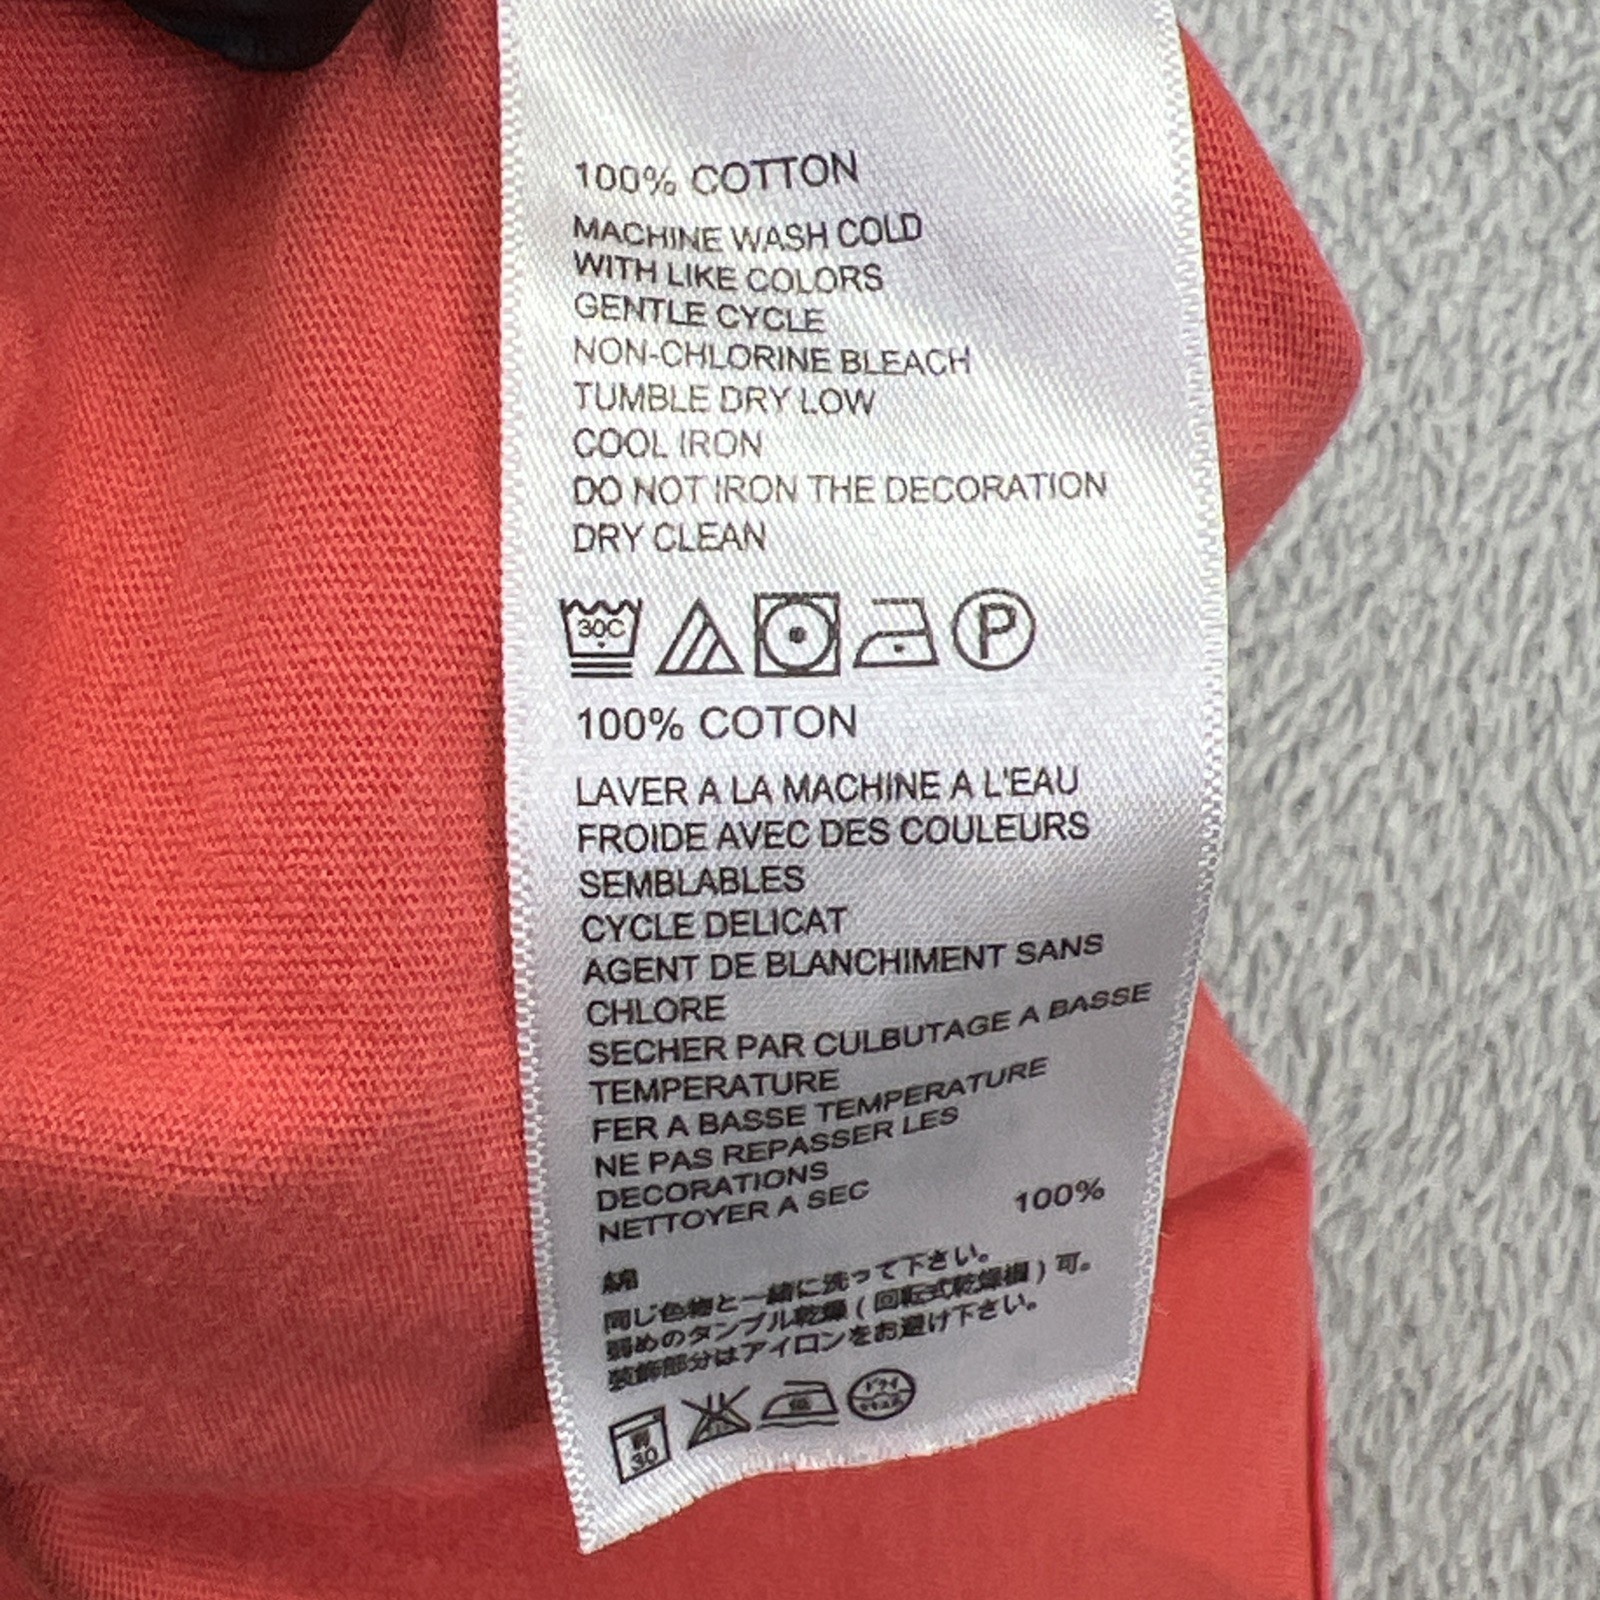 100% COTTON
MACHINE WASH COLD
WITH LIKE COLORS
GENTLE CYCLE
NON-CHLORINE BLEACH
TUMBLE DRY LOW
COOL IRON
DO NOT IRON THE DECORATION
DRY CLEAN
30C P
100% COTON
LAVER A LA MACHINE A L'EAU
FROIDE AVEC DES COULEURS
SEMBLABLES
CYCLE DELICAT
AGENT DE BLANCHIMENT SANS
CHLORE
SECHER PAR CULBUTAGE A BASSE
TEMPERATURE
FER A BASSE TEMPERATURE
NE PAS REPASSER LES
DECORATIONS
NETTOYER A SEC 100%
綿
同じ色物と一緒に洗って下さい。
弱めのタンブル乾燥(回転式乾燥機)可。
装飾部分はアイロンをお避け下さい。
30 低 ドライ